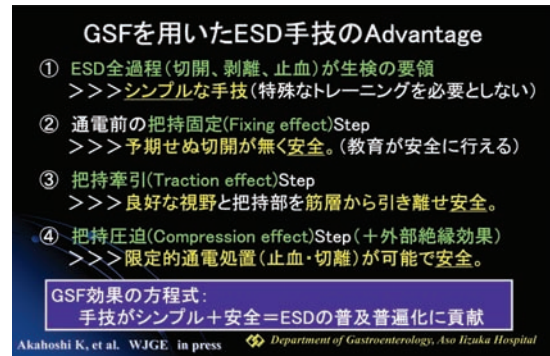 GSFを用いたESD手技のAdvantage
① ESD全過程(切開、剥離、止血)が生検の要領
>>>シンプルな手技(特殊なトレーニングを必要としない)
② 通電前の把持固定(Fixing effect)Step
>>>予期せぬ切開が無く安全。(教育が安全に行える)
③ 把持牽引(Traction effect)Step
>>>良好な視野と把持部を筋層から引き離せ安全。
④ 把持圧迫(Compression effect)Step(+外部絶縁効果)
>>>限定的通電処置(止血・切離)が可能で安全。
GSF効果の方程式:
手技がシンプル+安全=ESDの普及普遍化に貢献
Akahoshi K, et al. WJGE in press
Department of Gastroenterology, Aso Iizuka Hospital